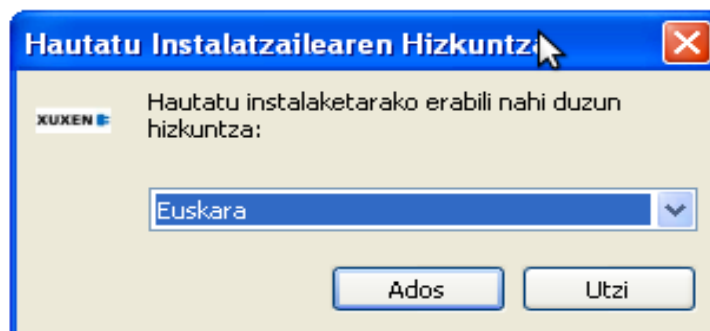 Hautatu Instalatzailearen Hizkuntza
XUXEN
Hautatu instalaketarako erabili nahi duzun
hizkuntza:
Euskara
Ados
Utzi